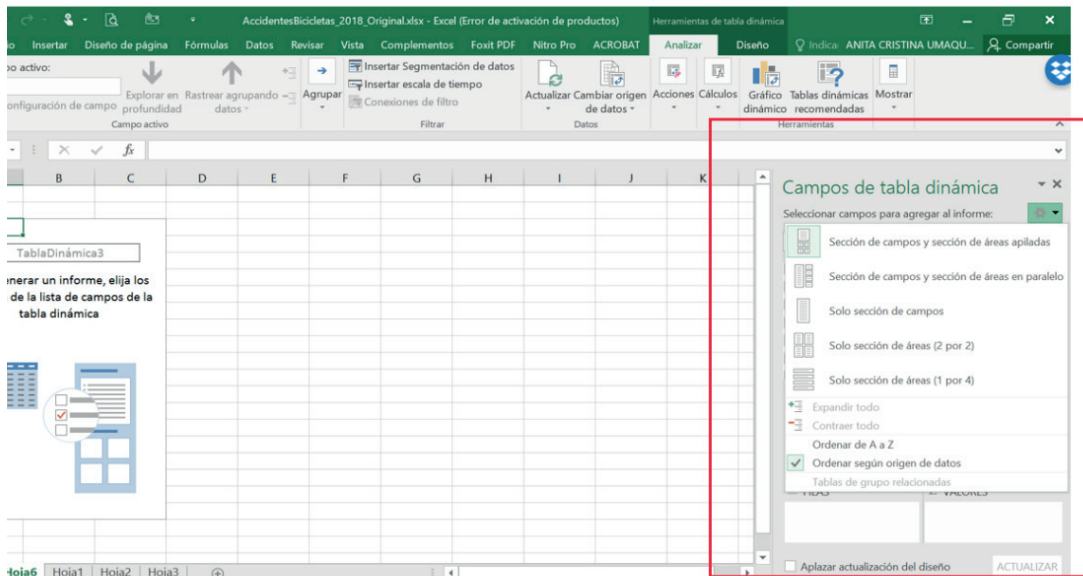 AccidentesBicicletas_2018_Original.xlsx - Excel (Error de activación de productos)
Herramientas de tabla dinámica
Insertar Diseño de página Fórmulas Datos Revisar Vista Complementos Foxit PDF Nitro Pro ACROBAT Analizar Diseño Indica ANITA CRISTINA UMAQU... Compartir
po activo:
onfiguración de campo
Explorar en profundidad
Rastrear agrupando datos
Campo activo
Agrupar
Insertar Segmentación de datos
Insertar escala de tiempo
Conexiones de filtro
Filtrar
Actualizar
Cambiar origen de datos
Datos
Acciones
Cálculos
Gráfico dinámico
Tablas dinámicas recomendadas
Mostrar
Herramientas
fx
B C D E F G H I J K
TablaDinámica3
enerar un informe, elija los
de la lista de campos de la
tabla dinámica
Campos de tabla dinámica
Seleccionar campos para agregar al informe:
Sección de campos y sección de áreas apiladas
Sección de campos y sección de áreas en paralelo
Solo sección de campos
Solo sección de áreas (2 por 2)
Solo sección de áreas (1 por 4)
Expandir todo
Contraer todo
Ordenar de A a Z
Ordenar según origen de datos
Tablas de grupo relacionadas
FILAS Σ VALORES
Aplazar actualización del diseño ACTUALIZAR
Hoja6 Hoja1 Hoja2 Hoja3